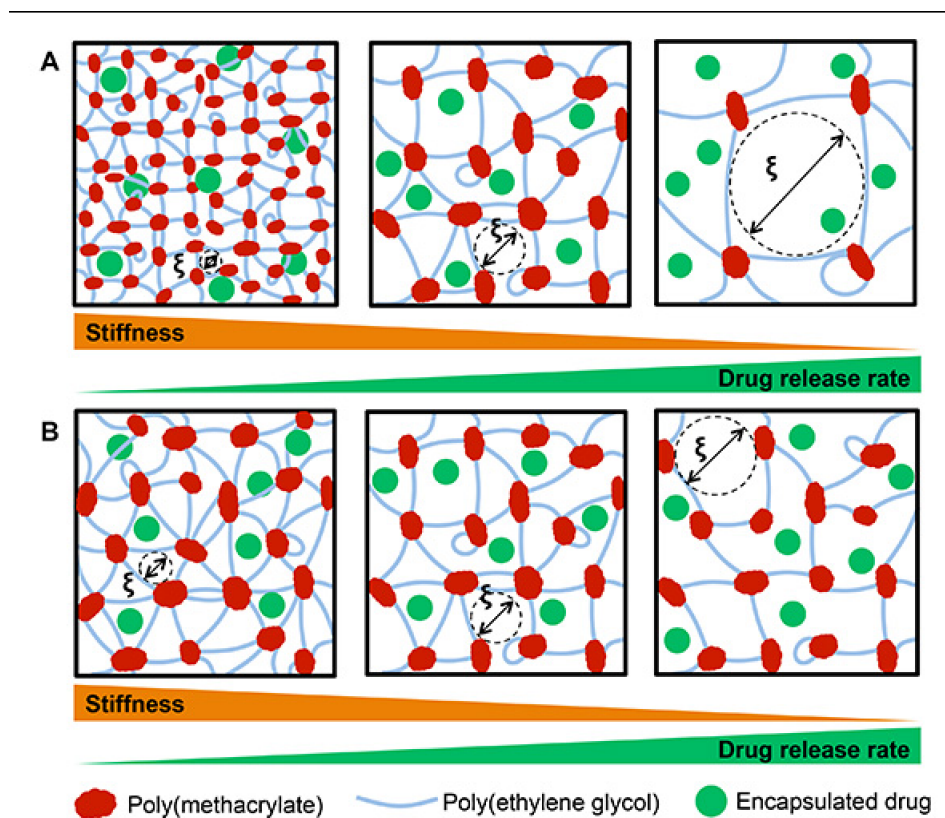 A
ξ
ξ
ξ
Stiffness
Drug release rate
B
ξ
ξ
ξ
Stiffness
Drug release rate
Poly(methacrylate)
Poly(ethylene glycol)
Encapsulated drug